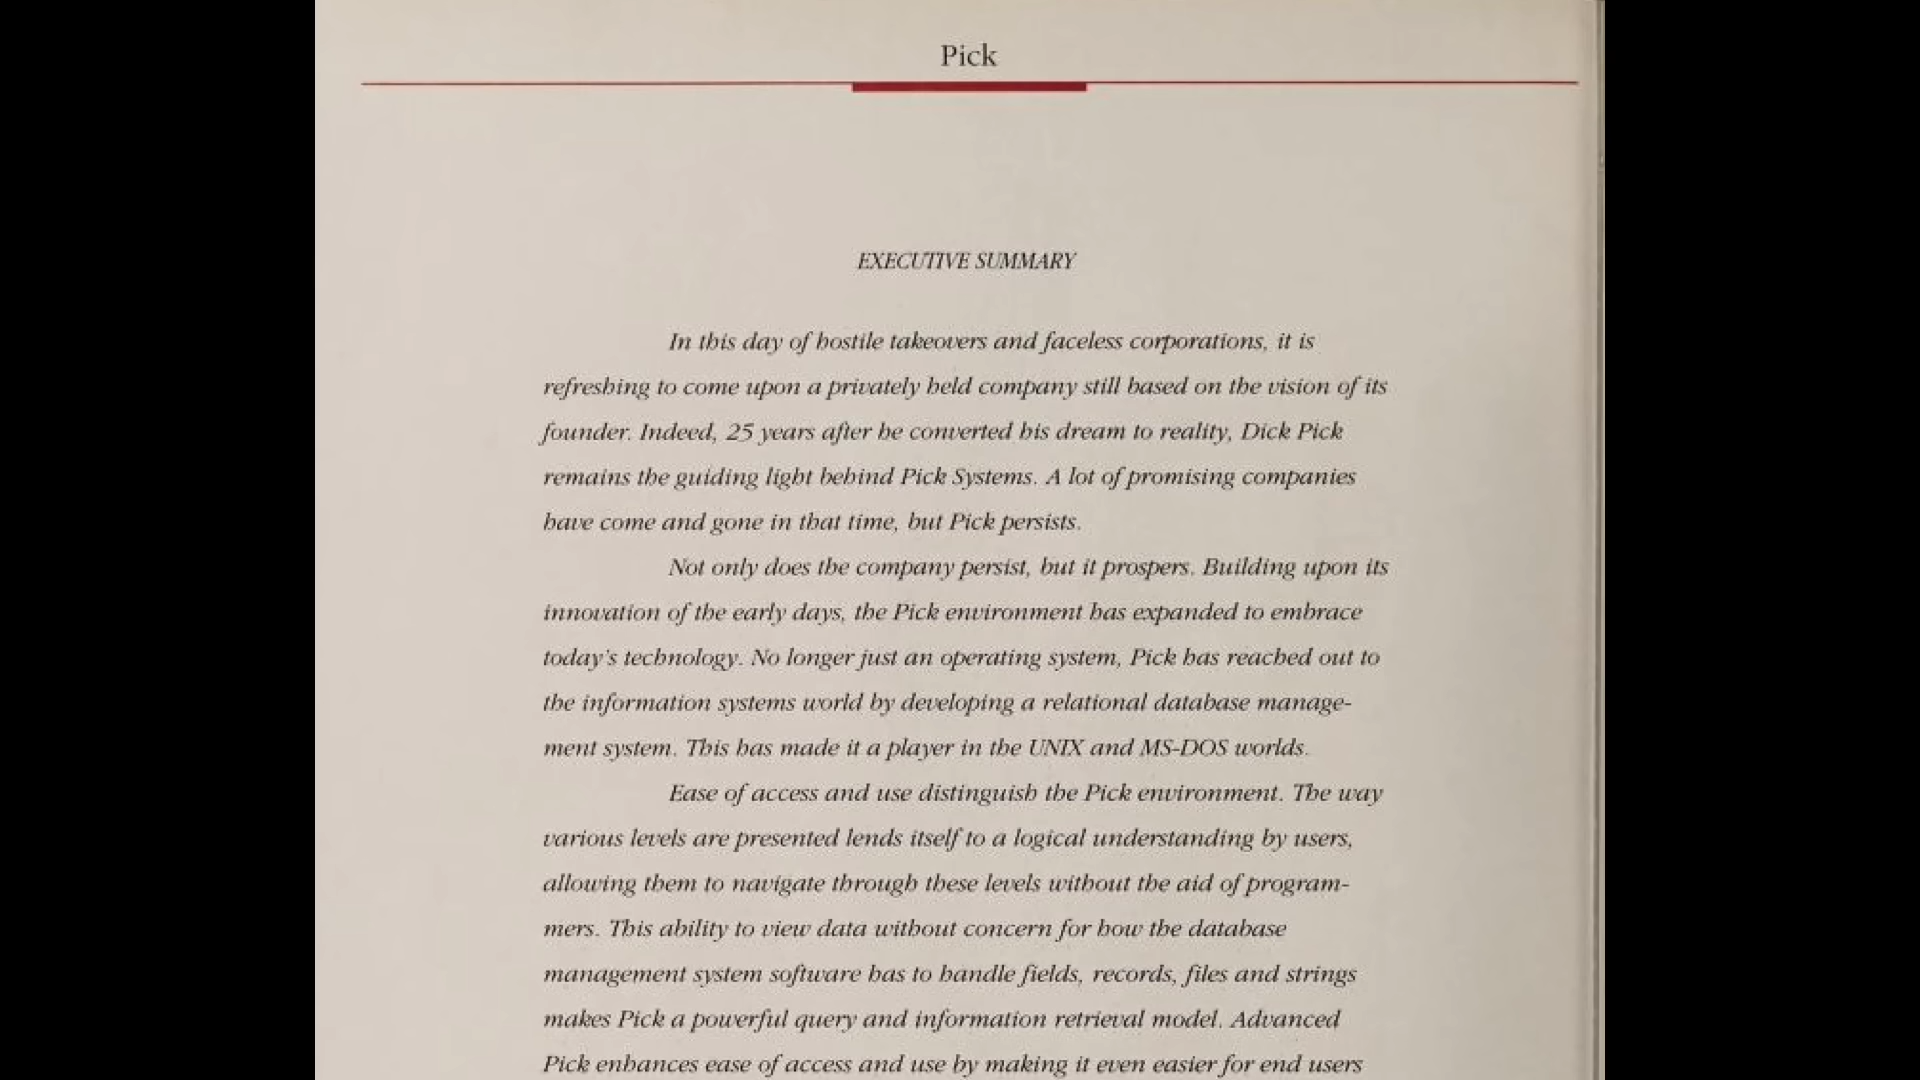 Pick
EXECUTIVE SUMMARY
In this day of hostile takeovers and faceless corporations, it is
refreshing to come upon a privately held company still based on the vision of its
founder. Indeed, 25 years after he converted his dream to reality, Dick Pick
remains the guiding light behind Pick Systems. A lot of promising companies
have come and gone in that time, but Pick persists.
Not only does the company persist, but it prospers. Building upon its
innovation of the early days, the Pick environment has expanded to embrace
today's technology. No longer just an operating system, Pick has reached out to
the information systems world by developing a relational database manage-
ment system. This has made it a player in the UNIX and MS-DOS worlds.
Ease of access and use distinguish the Pick environment. The way
various levels are presented lends itself to a logical understanding by users,
allowing them to navigate through these levels without the aid of program-
mers. This ability to view data without concern for how the database
management system software has to handle fields, records, files and strings
makes Pick a powerful query and information retrieval model. Advanced
Pick enhances ease of access and use by making it even easier for end users